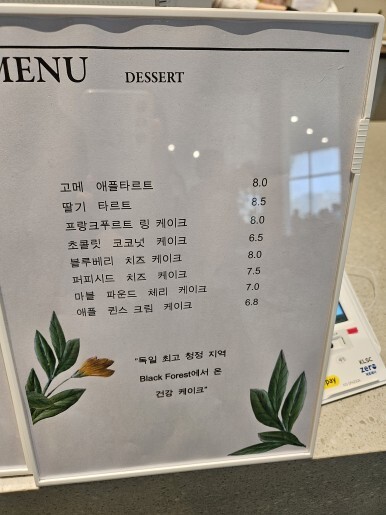 MENU DESSERT
고메 애플타르트 8.0
딸기 타르트 8.5
프랑크푸르트 링 케이크 8.0
초콜릿 코코넛 케이크 6.5
블루베리 치즈 케이크 8.0
퍼피시드 치즈 케이크 7.5
마블 파운드 체리 케이크 7.0
애플 퀸스 크림 케이크 6.8
"독일 최고 청정 지역
Black Forest에서 온
건강 케이크"
KLSC
zero
pay